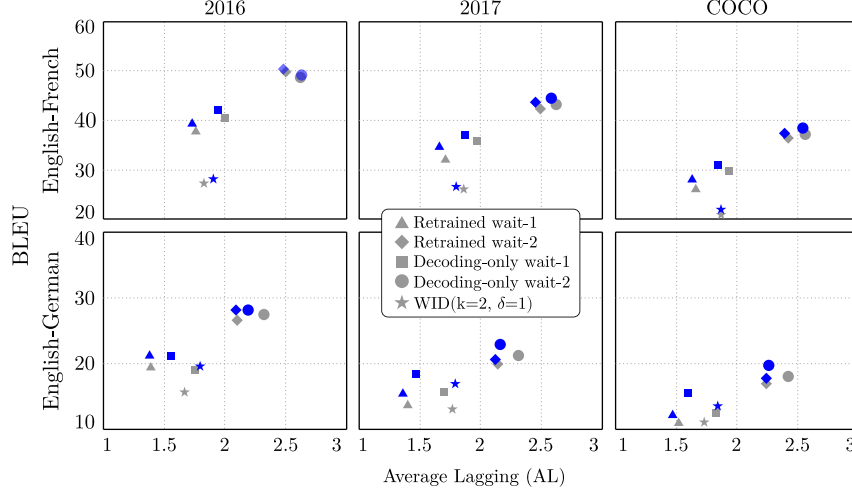 2016 2017 COCO
60
50
40
30
20
English-French
BLEU
Retrained wait-1
Retrained wait-2
Decoding-only wait-1
Decoding-only wait-2
WID(k=2, δ=1)
40
30
20
10
English-German
1 1.5 2 2.5 3 1 1.5 2 2.5 3 1 1.5 2 2.5 3
Average Lagging (AL)